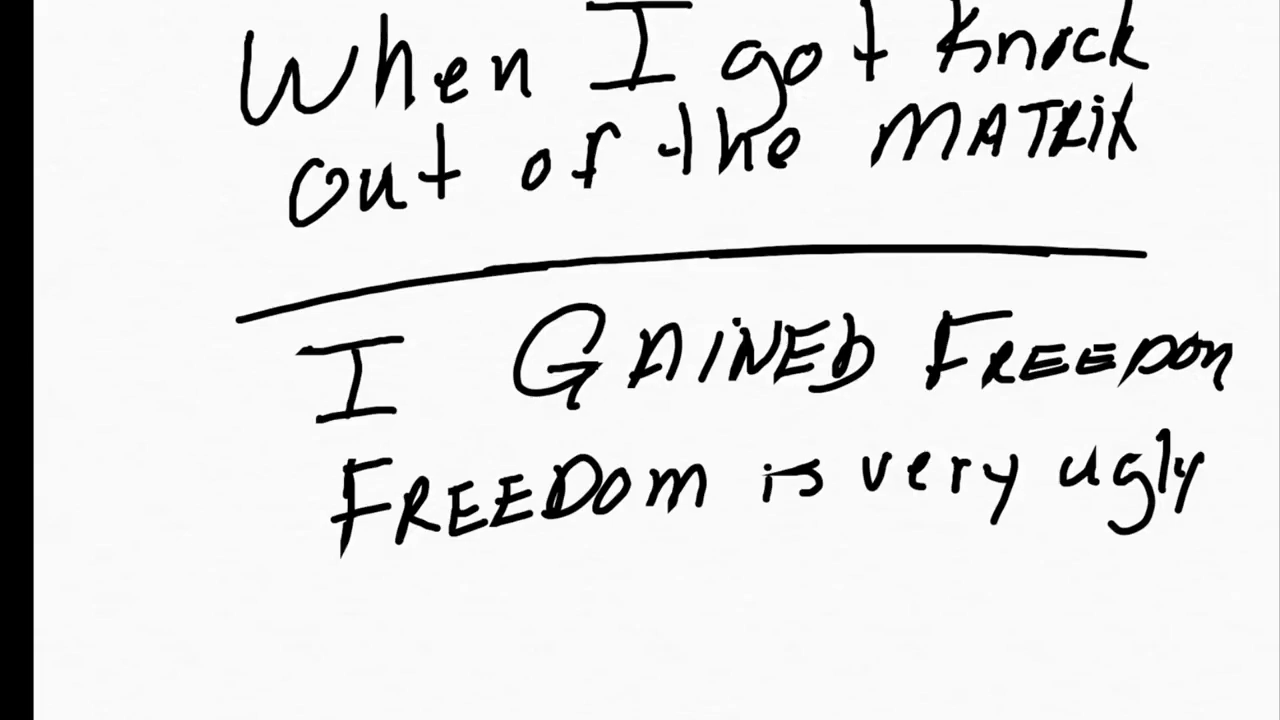 When I got Knock
out of the MATRiX
I GAiNED FREEDOm
FREEDOm is very ugly